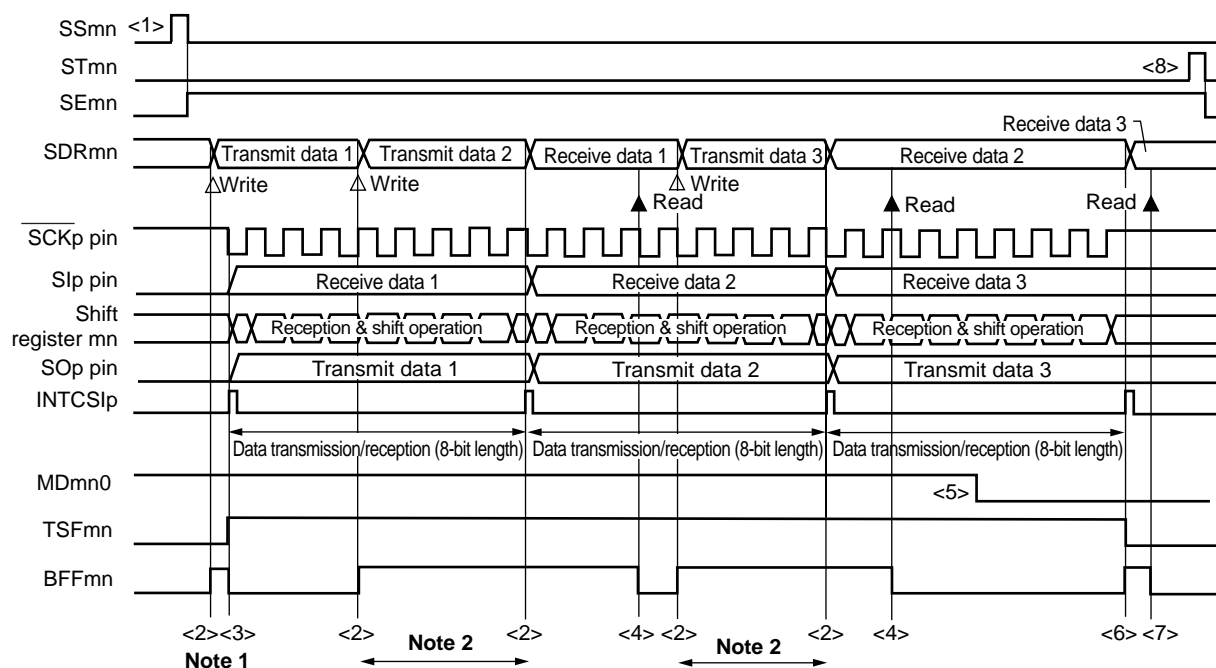 SSmn <1>
STmn <8>
SEmn
Receive data 3
SDRmn Transmit data 1 Transmit data 2 Receive data 1 Transmit data 3 Receive data 2
Write Write Write
Read Read Read
SCKp pin
SIp pin Receive data 1 Receive data 2 Receive data 3
Shift
register mn Reception & shift operation Reception & shift operation Reception & shift operation
SOp pin Transmit data 1 Transmit data 2 Transmit data 3
INTCSIp
Data transmission/reception (8-bit length) Data transmission/reception (8-bit length) Data transmission/reception (8-bit length)
MDmn0 <5>
TSFmn
BFFmn
<2> <3> <2> <2> <4> <2> <2> <4> <6> <7>
Note 1 Note 2 Note 2